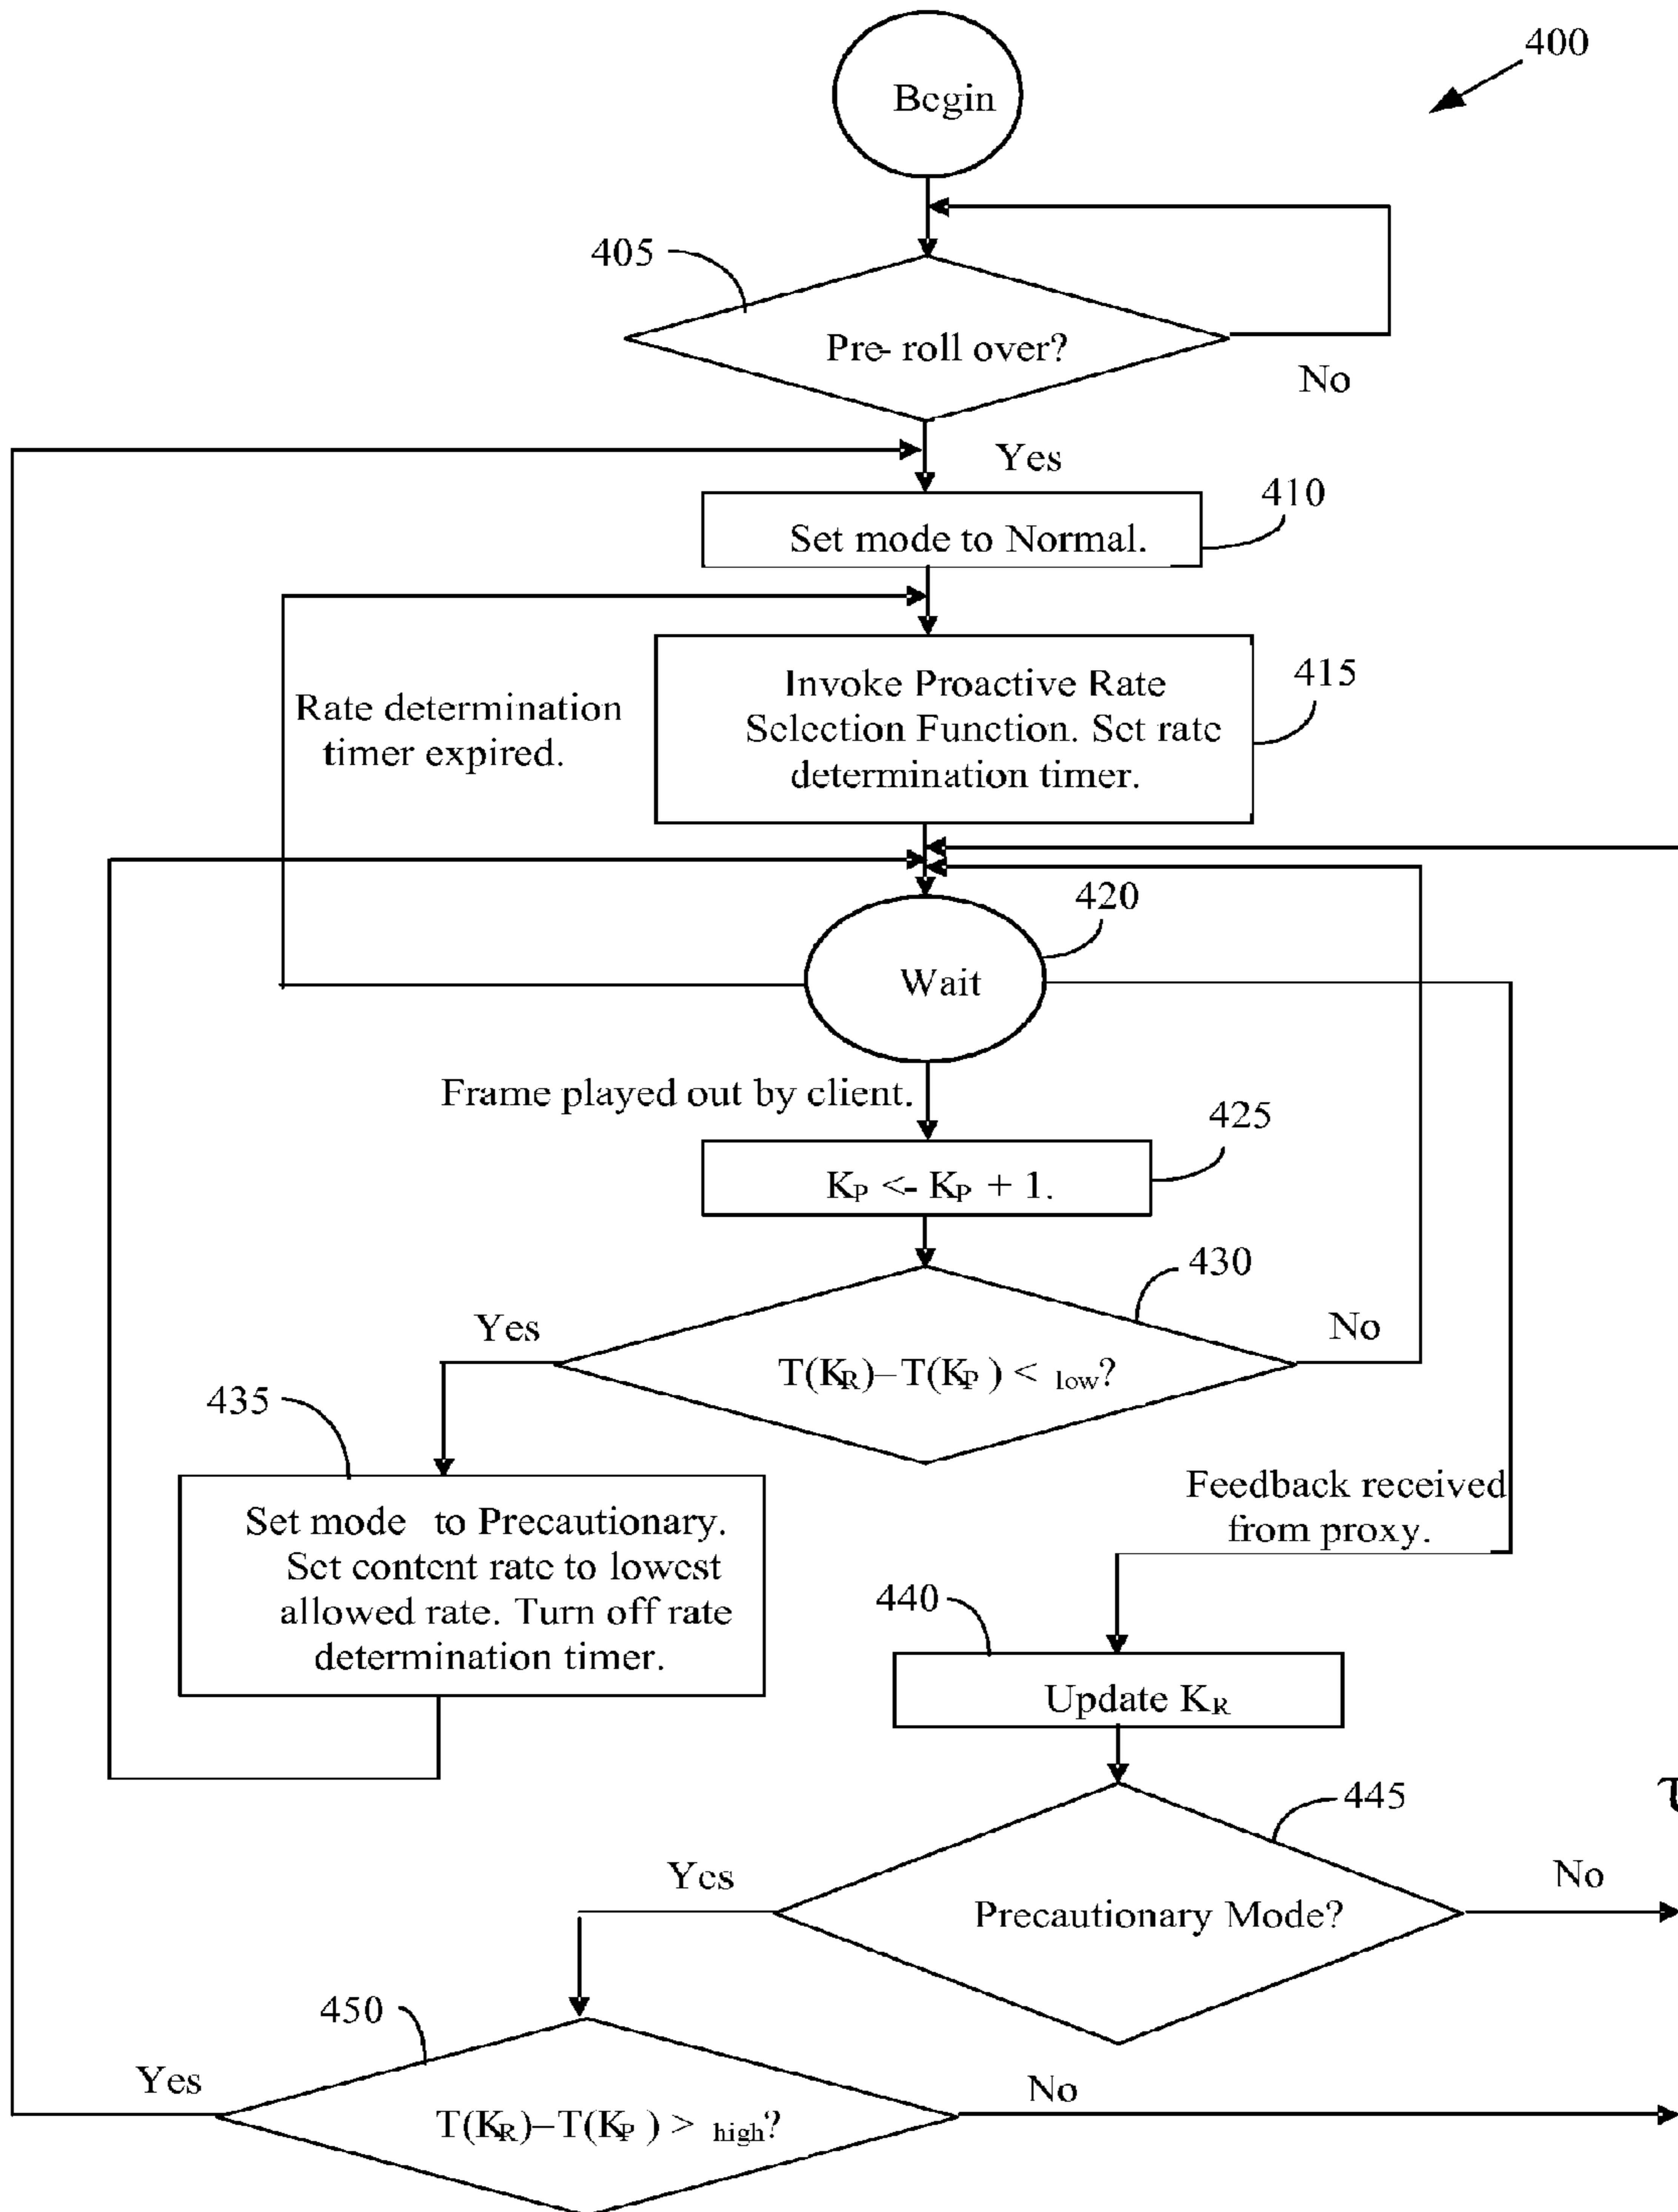 400
Begin
405
Pre-roll over?
No
Yes
410
Set mode to Normal.
415
Invoke Proactive Rate
Selection Function. Set rate
determination timer.
Rate determination
timer expired.
420
Wait
Frame played out by client.
425
KP <- KP + 1.
430
Yes
No
T(KR)–T(KP) < low?
435
Set mode to Precautionary.
Set content rate to lowest
allowed rate. Turn off rate
determination timer.
Feedback received
from proxy.
440
Update KR
445
Yes
No
Precautionary Mode?
450
Yes
No
T(KR)–T(KP) > high?